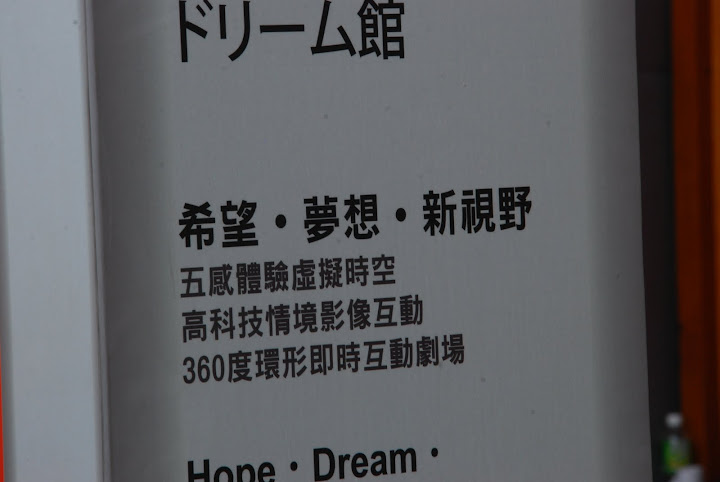 ドリーム館
希望・夢想・新視野
五感體驗虛擬時空
高科技情境影像互動
360度環形即時互動劇場
Hope · Dream ·